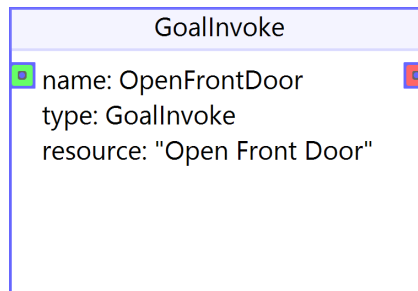 GoalInvoke
name: OpenFrontDoor
type: GoalInvoke
resource: "Open Front Door"